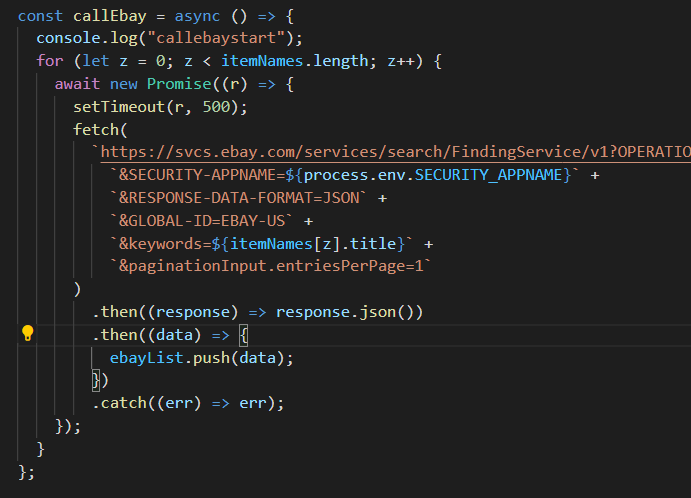 const callEbay = async () => {
console.log("callebaystart");
for (let z = 0; z < itemNames.length; z++) {
await new Promise((r) => {
setTimeout(r, 500);
fetch(
`https://svcs.ebay.com/services/search/FindingService/v1?OPERATIO
`&SECURITY-APPNAME=${process.env.SECURITY_APPNAME}` +
`&RESPONSE-DATA-FORMAT=JSON` +
`&GLOBAL-ID=EBAY-US` +
`&keywords=${itemNames[z].title}` +
`&paginationInput.entriesPerPage=1`
)
.then((response) => response.json())
.then((data) => {
ebayList.push(data);
})
.catch((err) => err);
});
}
};